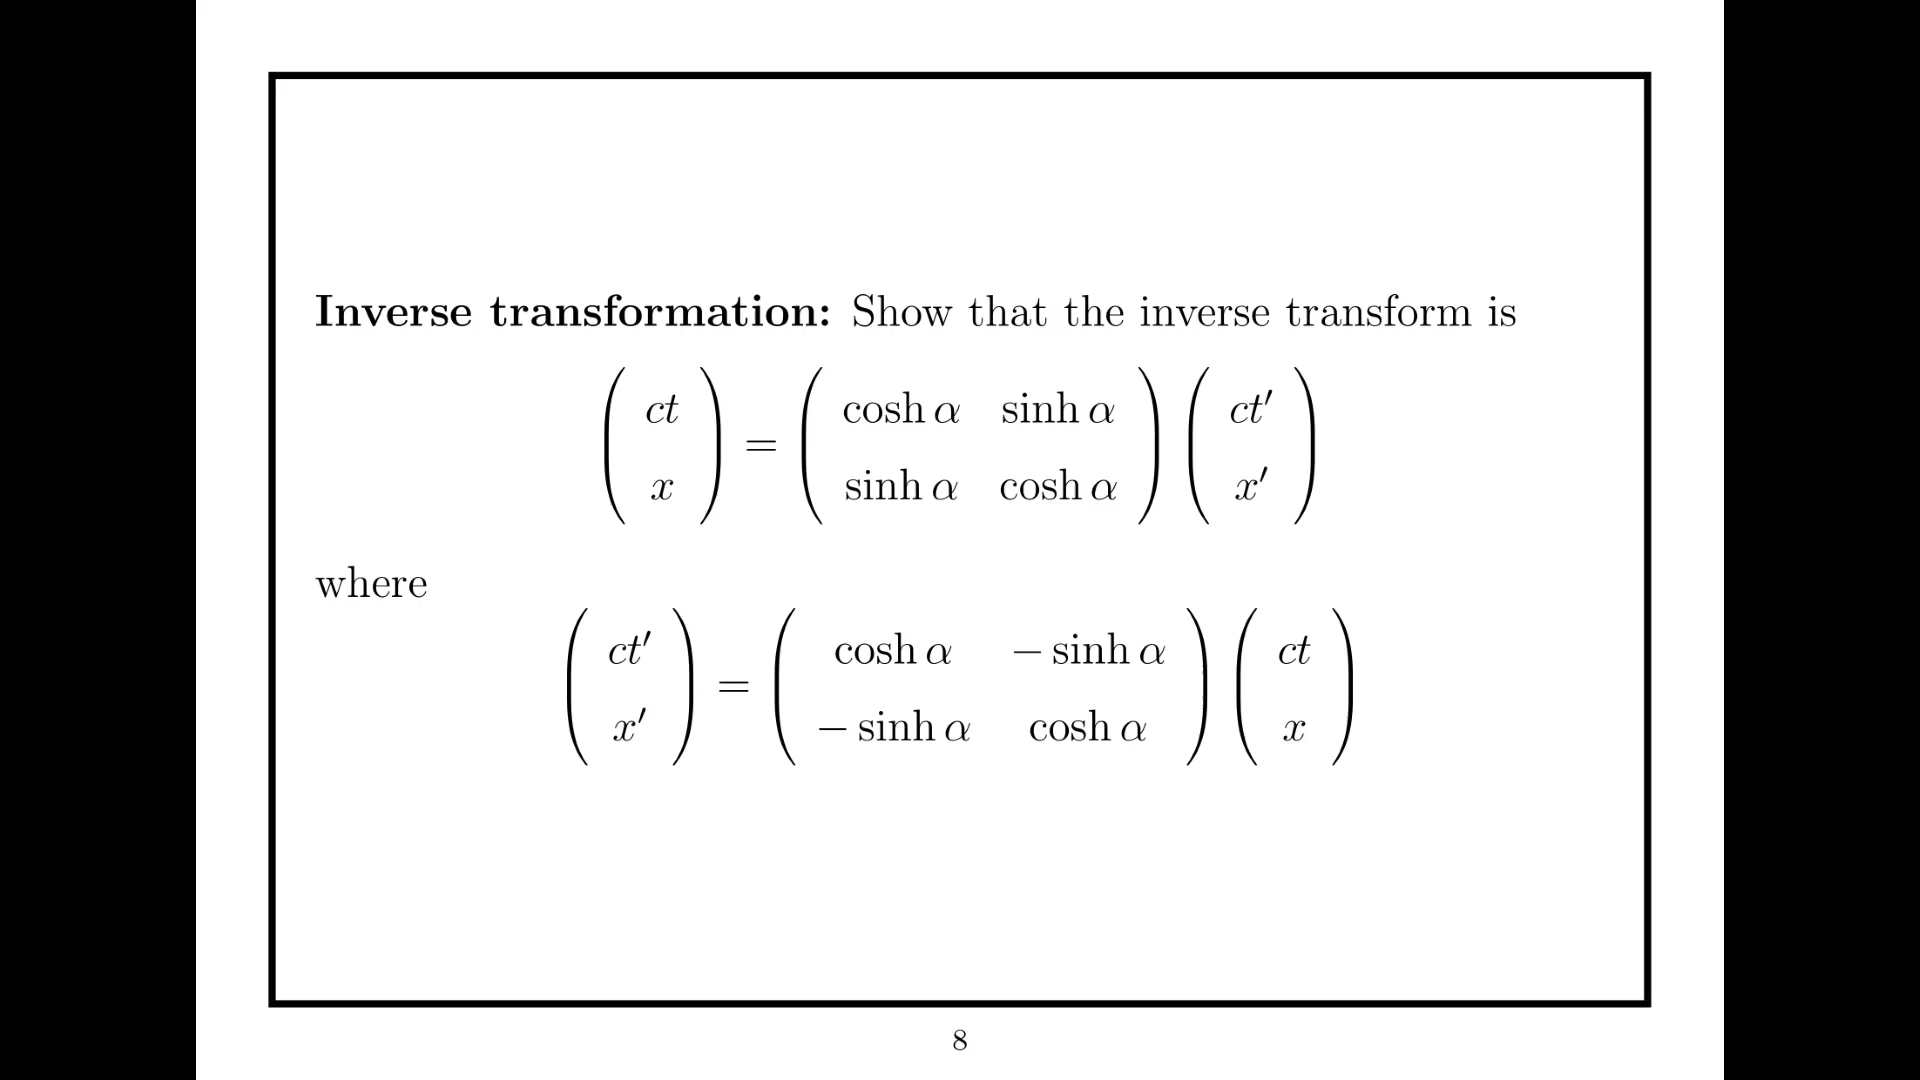 Inverse transformation: Show that the inverse transform is
( ct ) = ( cosh α sinh α ) ( ct′ )
( x ) ( sinh α cosh α ) ( x′ )
where
( ct′ ) = ( cosh α − sinh α ) ( ct )
( x′ ) ( − sinh α cosh α ) ( x )
8